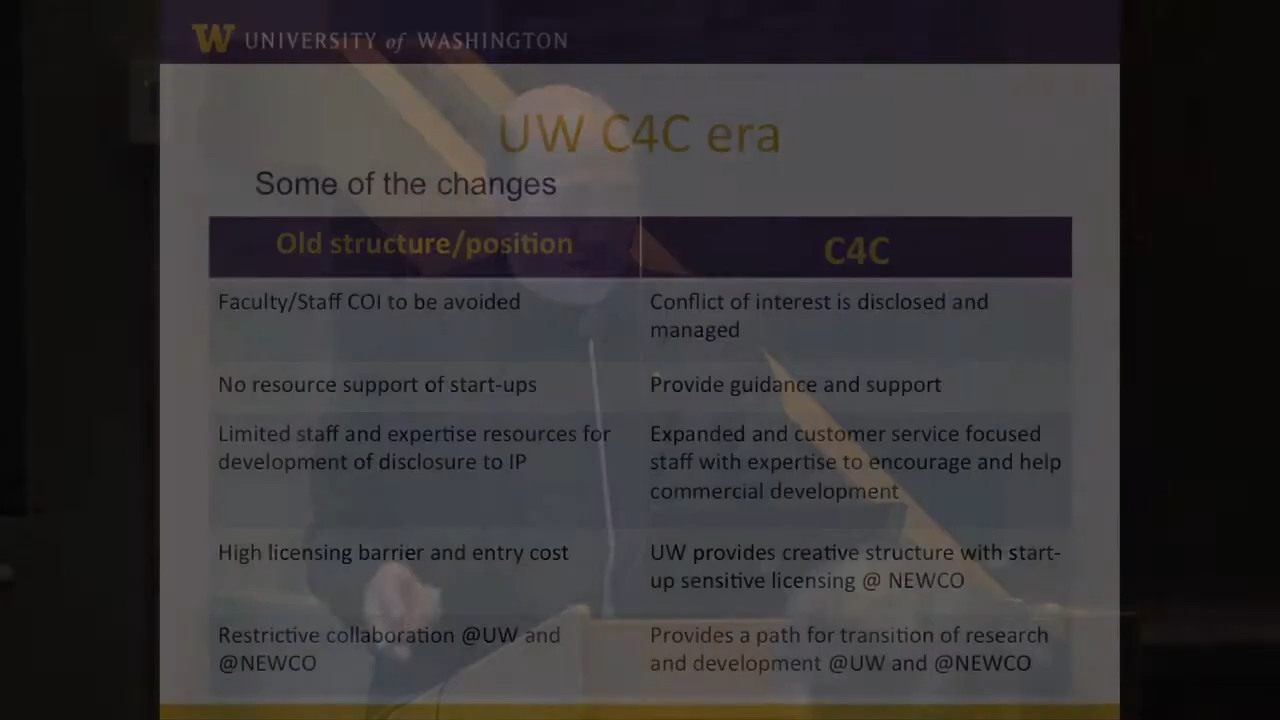 W UNIVERSITY of WASHINGTON
UW C4C era
Some of the changes
Old structure/position
C4C
Faculty/Staff COI to be avoided
Conflict of interest is disclosed and
managed
No resource support of start-ups
Provide guidance and support
Limited staff and expertise resources for
development of disclosure to IP
Expanded and customer service focused
staff with expertise to encourage and help
commercial development
High licensing barrier and entry cost
UW provides creative structure with start-
up sensitive licensing @ NEWCO
Restrictive collaboration @UW and
@NEWCO
Provides a path for transition of research
and development @UW and @NEWCO